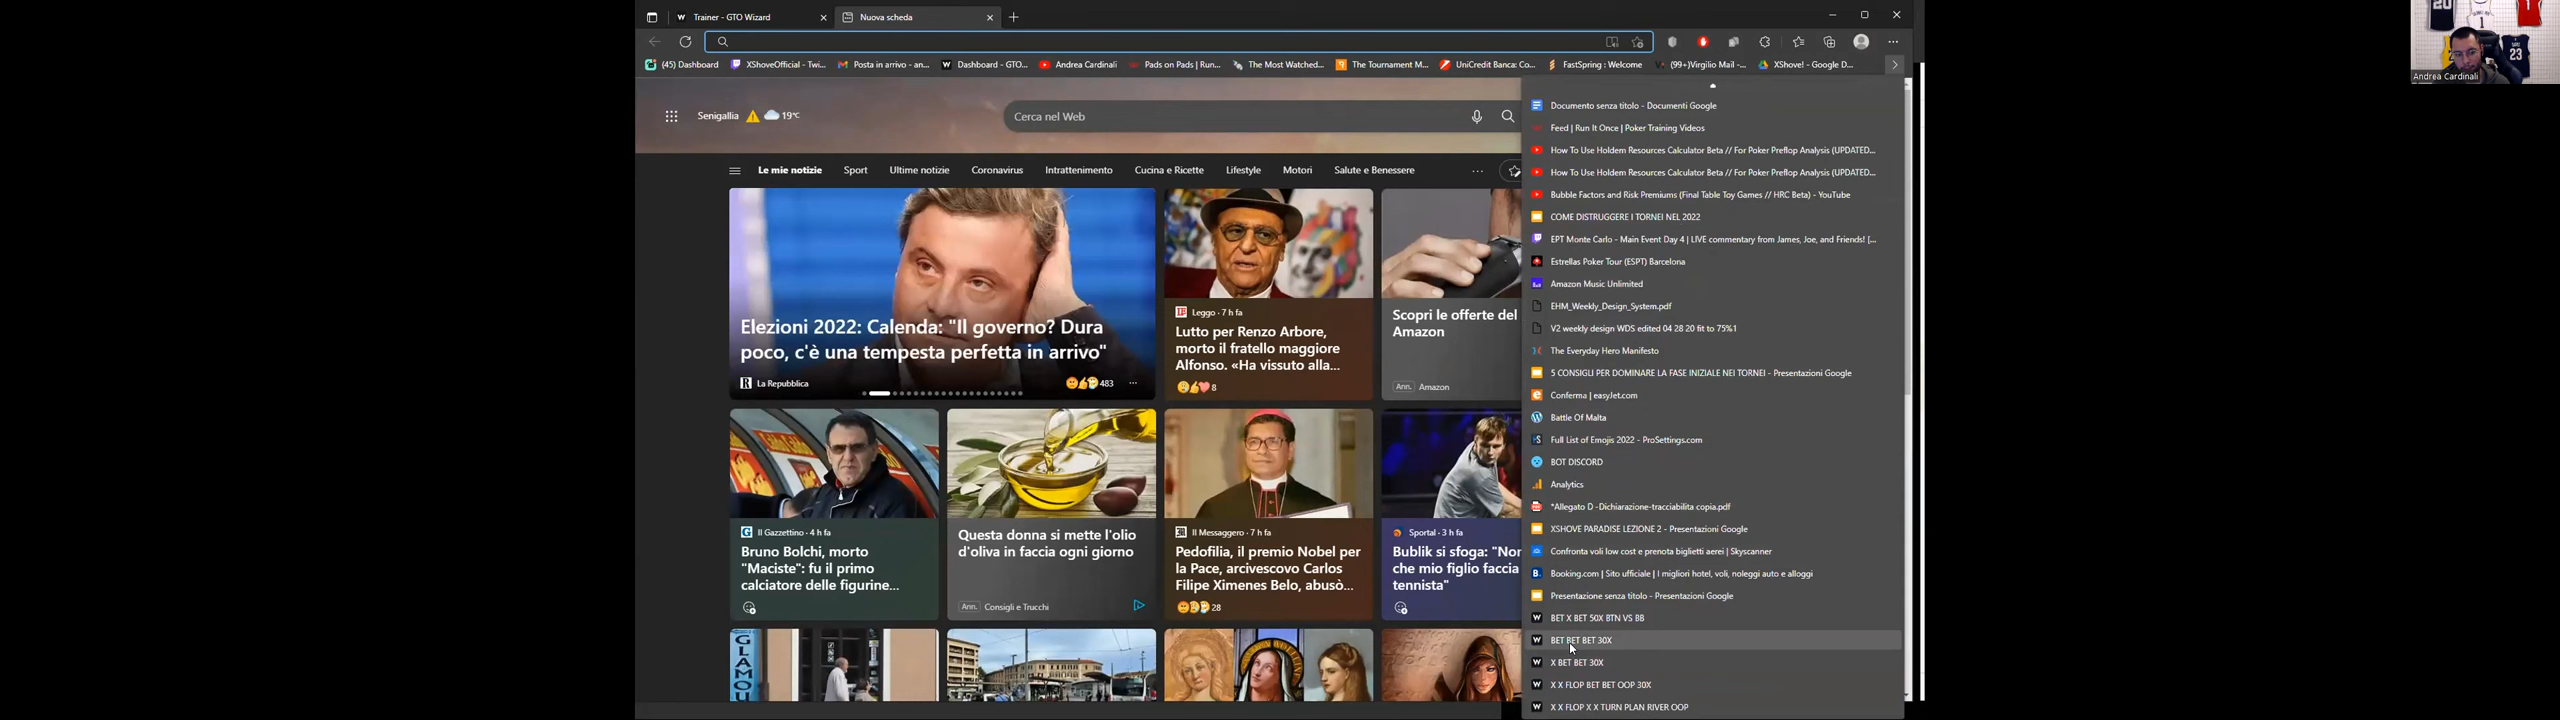 Trainer - GTO Wizard
Nuova scheda
(45) Dashboard
XShoveOfficial - Twi...
Posta in arrivo - an...
Dashboard - GTO...
Andrea Cardinali
Pads on Pads | Run...
The Most Watched...
The Tournament M...
UniCredit Banca: Co...
FastSpring : Welcome
(99+)Virgilio Mail -...
XShove! - Google D...
Andrea Cardinali
Senigallia
19°C
Cerca nel Web
Le mie notizie
Sport
Ultime notizie
Coronavirus
Intrattenimento
Cucina e Ricette
Lifestyle
Motori
Salute e Benessere
Elezioni 2022: Calenda: "Il governo? Dura
poco, c'è una tempesta perfetta in arrivo"
La Repubblica
483
Leggo · 7 h fa
Lutto per Renzo Arbore,
morto il fratello maggiore
Alfonso. «Ha vissuto alla...
8
Scopri le offerte del
Amazon
Ann. Amazon
Il Gazzettino · 4 h fa
Bruno Bolchi, morto
"Maciste": fu il primo
calciatore delle figurine...
Questa donna si mette l'olio
d'oliva in faccia ogni giorno
Ann. Consigli e Trucchi
Il Messaggero · 7 h fa
Pedofilia, il premio Nobel per
la Pace, arcivescovo Carlos
Filipe Ximenes Belo, abusò...
28
Sportal · 3 h fa
Bublik si sfoga: "Non
che mio figlio faccia
tennista"
GLAMOU
Documento senza titolo - Documenti Google
Feed | Run It Once | Poker Training Videos
How To Use Holdem Resources Calculator Beta // For Poker Preflop Analysis (UPDATED...
How To Use Holdem Resources Calculator Beta // For Poker Preflop Analysis (UPDATED...
Bubble Factors and Risk Premiums (Final Table Toy Games // HRC Beta) - YouTube
COME DISTRUGGERE I TORNEI NEL 2022
EPT Monte Carlo - Main Event Day 4 | LIVE commentary from James, Joe, and Friends! [...
Estrellas Poker Tour (ESPT) Barcelona
Amazon Music Unlimited
EHM_Weekly_Design_System.pdf
V2 weekly design WDS edited 04 28 20 fit to 75%1
The Everyday Hero Manifesto
5 CONSIGLI PER DOMINARE LA FASE INIZIALE NEI TORNEI - Presentazioni Google
Conferma | easyJet.com
Battle Of Malta
Full List of Emojis 2022 - ProSettings.com
BOT DISCORD
Analytics
*Allegato D -Dichiarazione-tracciabilita copia.pdf
XSHOVE PARADISE LEZIONE 2 - Presentazioni Google
Confronta voli low cost e prenota biglietti aerei | Skyscanner
Booking.com | Sito ufficiale | I migliori hotel, voli, noleggi auto e alloggi
Presentazione senza titolo - Presentazioni Google
BET X BET 50X BTN VS BB
BET BET BET 30X
X BET BET 30X
X X FLOP BET BET OOP 30X
X X FLOP X X TURN PLAN RIVER OOP